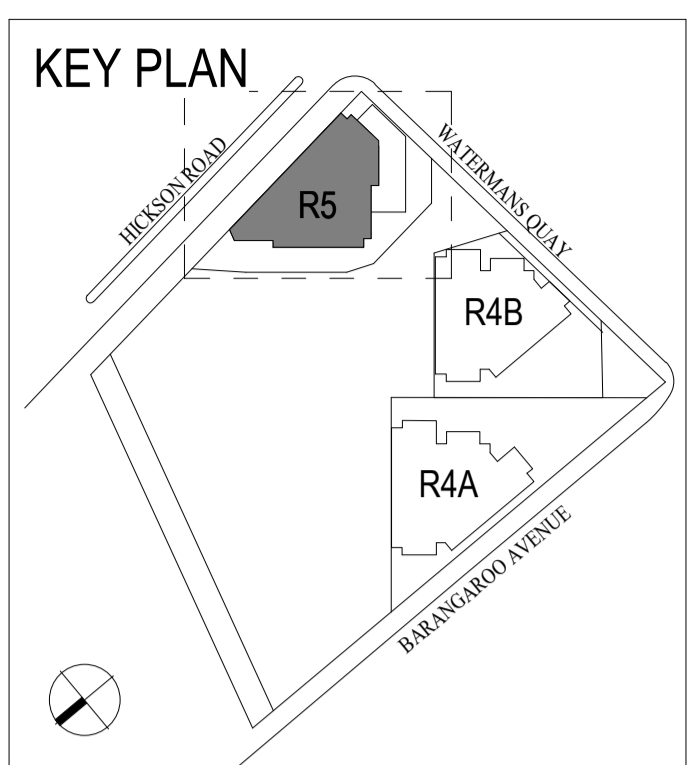 KEY PLAN
HICKSON ROAD
WATERMANS QUAY
R5
R4B
R4A
BARANGAROO AVENUE